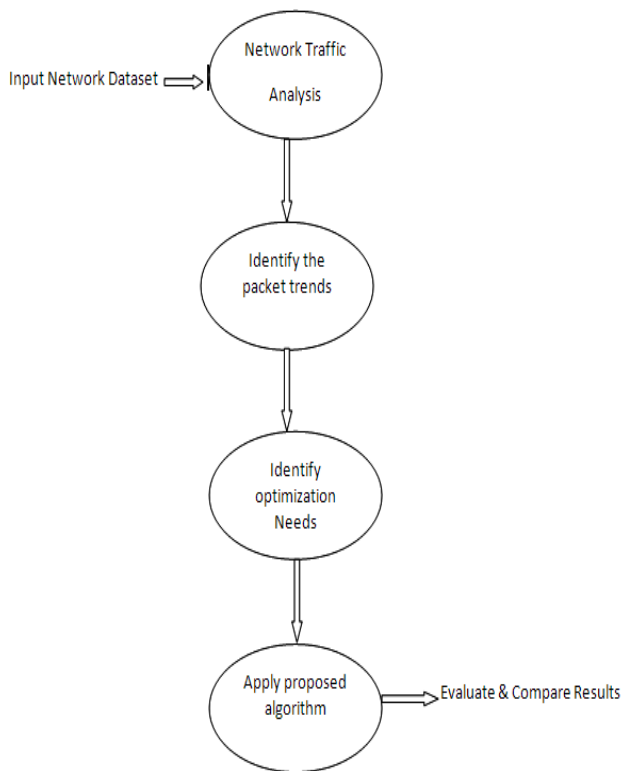 Network Traffic
Input Network Dataset
Analysis
Identify the
packet trends
Identify
optimization
Needs
Apply proposed
algorithm
Evaluate & Compare Results